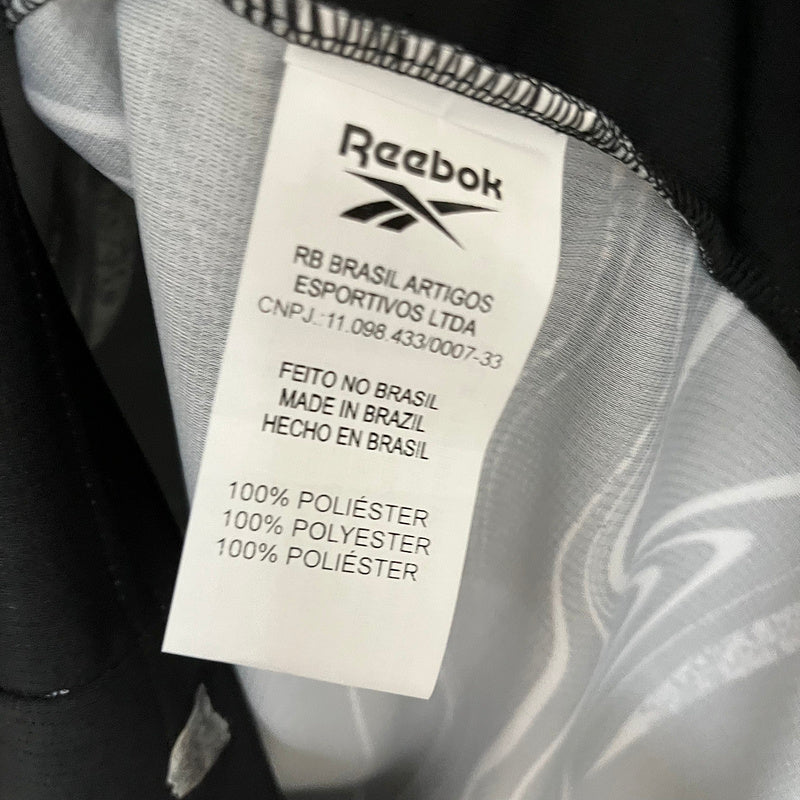 Reebok
RB BRASIL ARTIGOS
ESPORTIVOS LTDA
CNPJ.:11.098.433/0007-33
FEITO NO BRASIL
MADE IN BRAZIL
HECHO EN BRASIL
100% POLIÉSTER
100% POLYESTER
100% POLIÉSTER